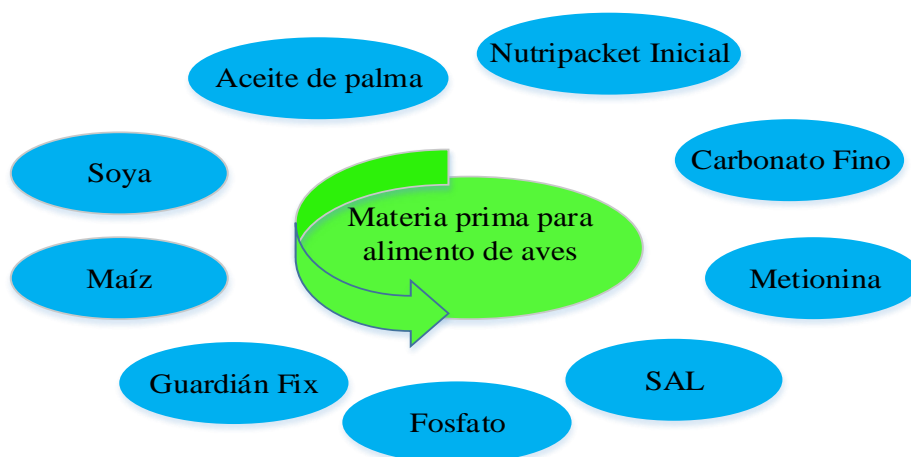 Nutripacket Inicial
Aceite de palma
Soya
Carbonato Fino
Materia prima para
alimento de aves
Maíz
Metionina
Guardián Fix
SAL
Fosfato